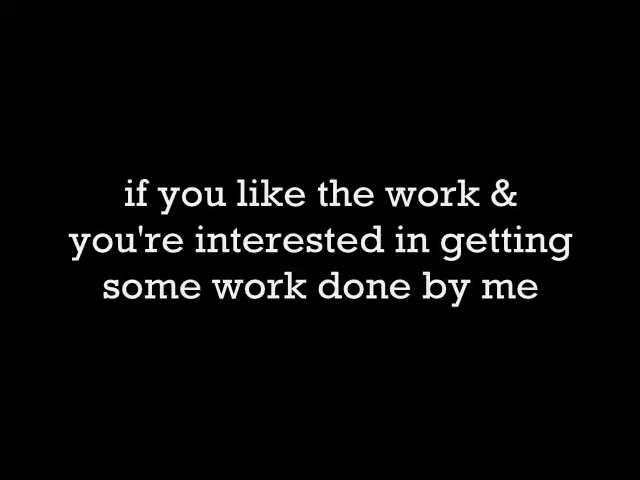 if you like the work &
you're interested in getting
some work done by me